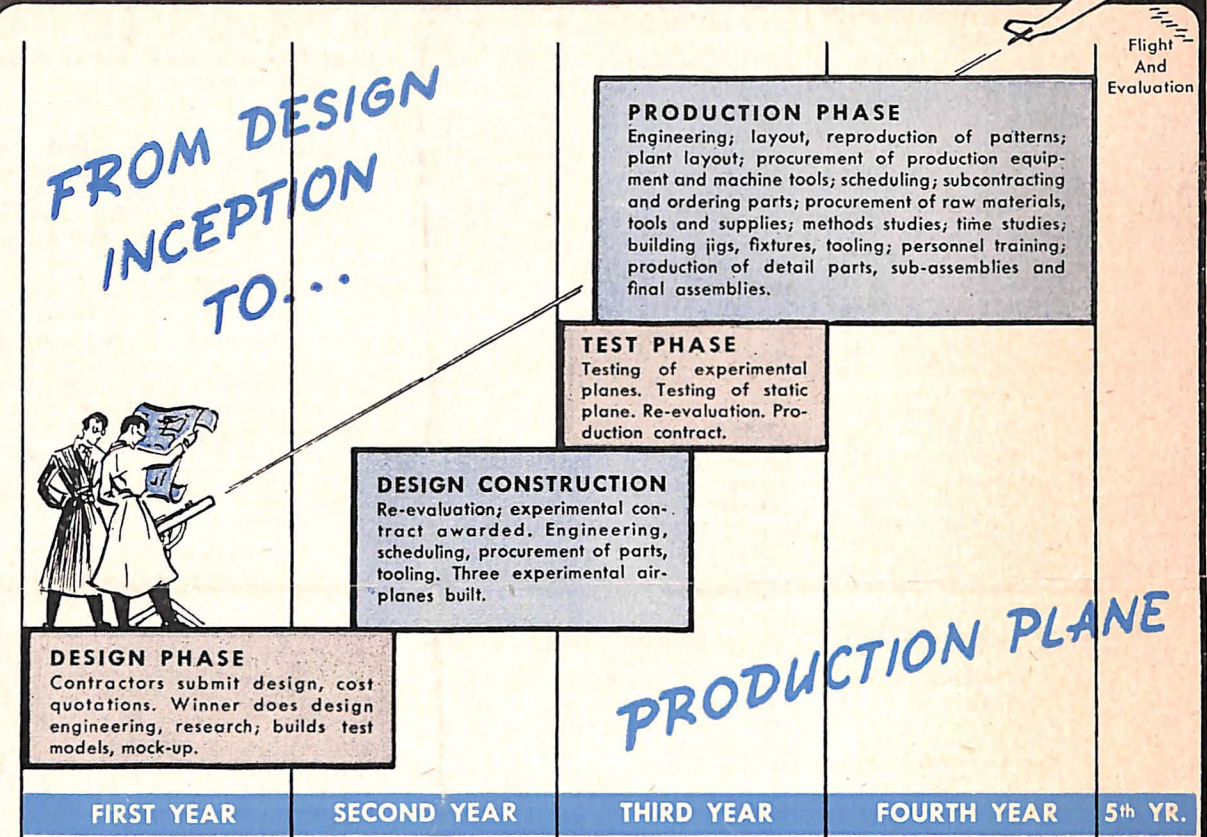 FROM DESIGN
INCEPTION
TO...
Flight
And
Evaluation
PRODUCTION PHASE
Engineering; layout, reproduction of patterns;
plant layout; procurement of production equip-
ment and machine tools; scheduling; subcontracting
and ordering parts; procurement of raw materials,
tools and supplies; methods studies; time studies;
building jigs, fixtures, tooling; personnel training;
production of detail parts, sub-assemblies and
final assemblies.
TEST PHASE
Testing of experimental
planes. Testing of static
plane. Re-evaluation. Pro-
duction contract.
DESIGN CONSTRUCTION
Re-evaluation; experimental con-
tract awarded. Engineering,
scheduling, procurement of parts,
tooling. Three experimental air-
planes built.
DESIGN PHASE
Contractors submit design, cost
quotations. Winner does design
engineering, research; builds test
models, mock-up.
PRODUCTION PLANE
FIRST YEAR
SECOND YEAR
THIRD YEAR
FOURTH YEAR
5th YR.